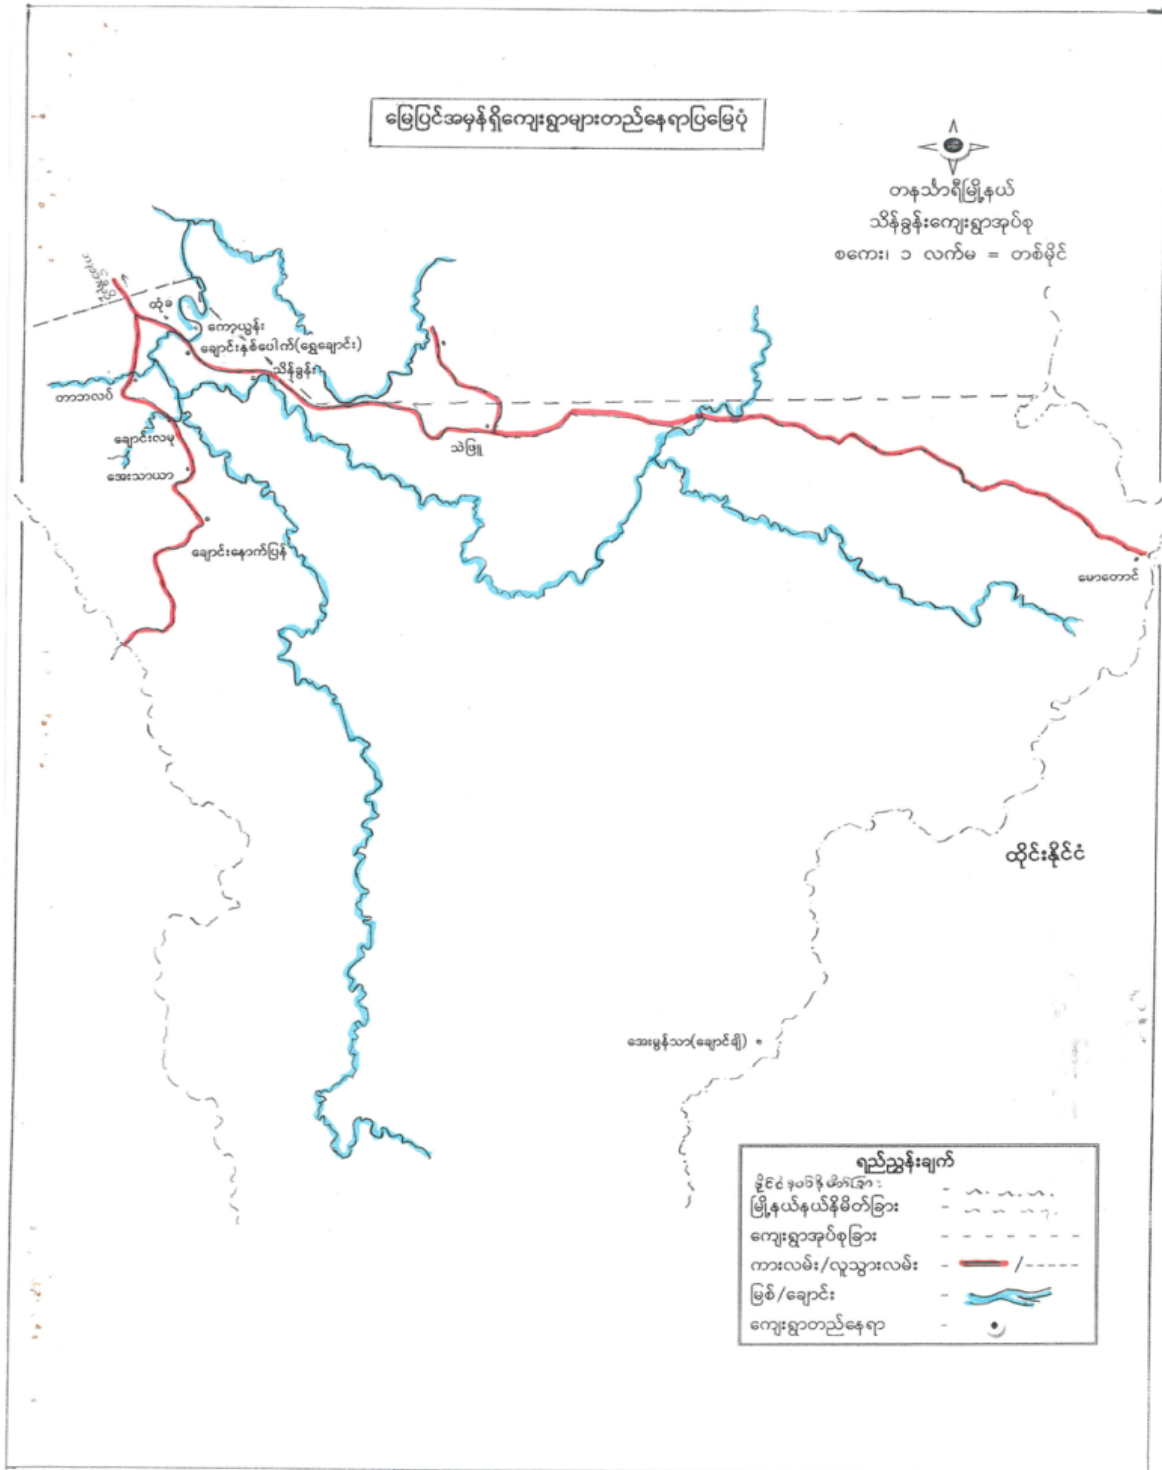 မြေပြင်အမှန်ရှိကျေးရွာများတည်နေရာပြမြေပုံ
တနင်္သာရီမြို့နယ်
သိန်ခွန်းကျေးရွာအုပ်စု
စကေး၊ ၁ လက်မ = တစ်မိုင်
ထုံခ
ကော့ယွန်း
ချောင်းနှစ်ပေါက်(ရွှေချောင်း)
သိန်ခွန်း
တာဘလပ်
ချောင်းလမု
သဲဖြူ
အေးသာယာ
ချောင်းနောက်ပြန်
မောတောင်
ထိုင်းနိုင်ငံ
အေးမွန်သာ(ချောင်ချို)
ရည်ညွှန်းချက်
မြို့နယ်နယ်နိမိတ်ခြား -
ကျေးရွာအုပ်စုခြား -
ကားလမ်း/လူသွားလမ်း - /
မြစ်/ချောင်း -
ကျေးရွာတည်နေရာ -